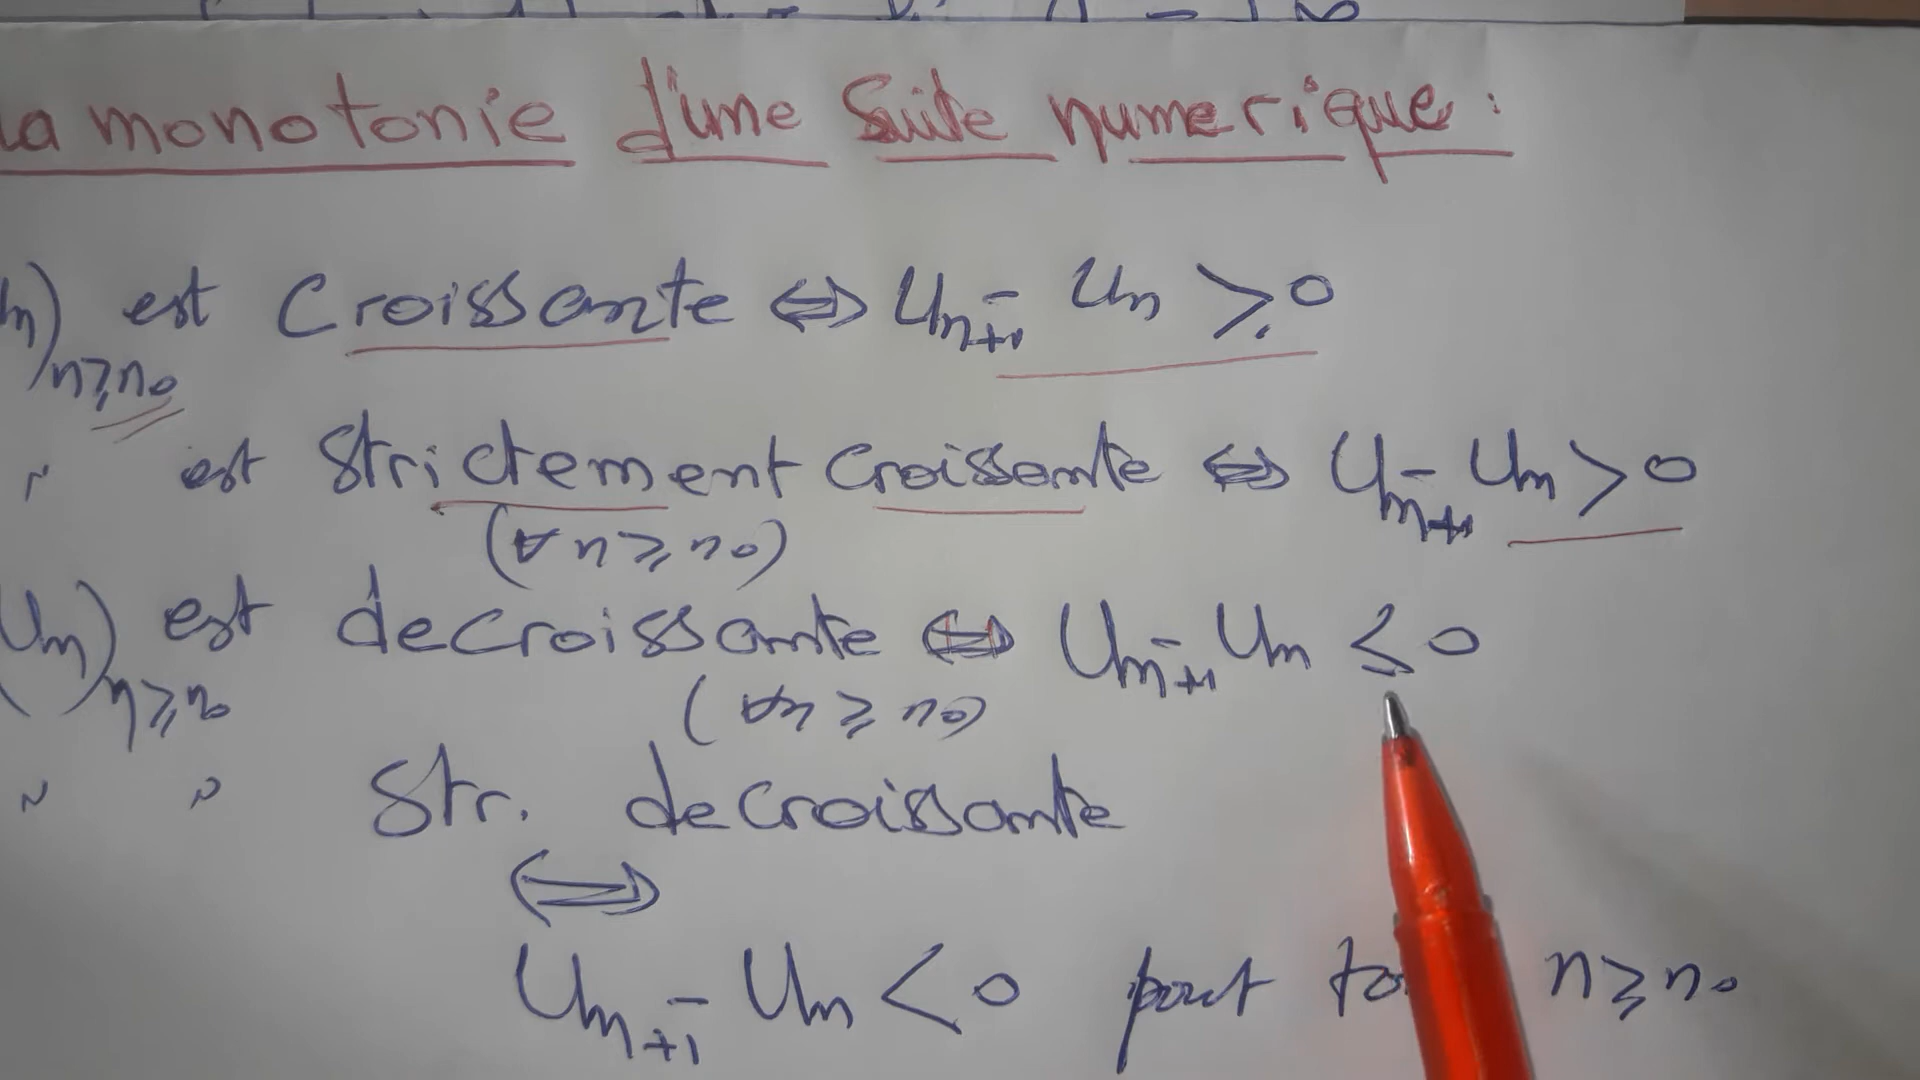 la monotonie d'une Suite numerique :
n)n≥n0 est Croissante ⇔ Un+1 - Un ≥ 0
" est Strictement Croissante ⇔ Un+1 - Un > 0
(∀ n ≥ n0)
(Un)n≥n0 est decroissante ⇔ Un+1 - Un ≤ 0
(∀n ≥ n0)
" " Str. decroissante
⇔
Un+1 - Un < 0 pour n ≥ n0